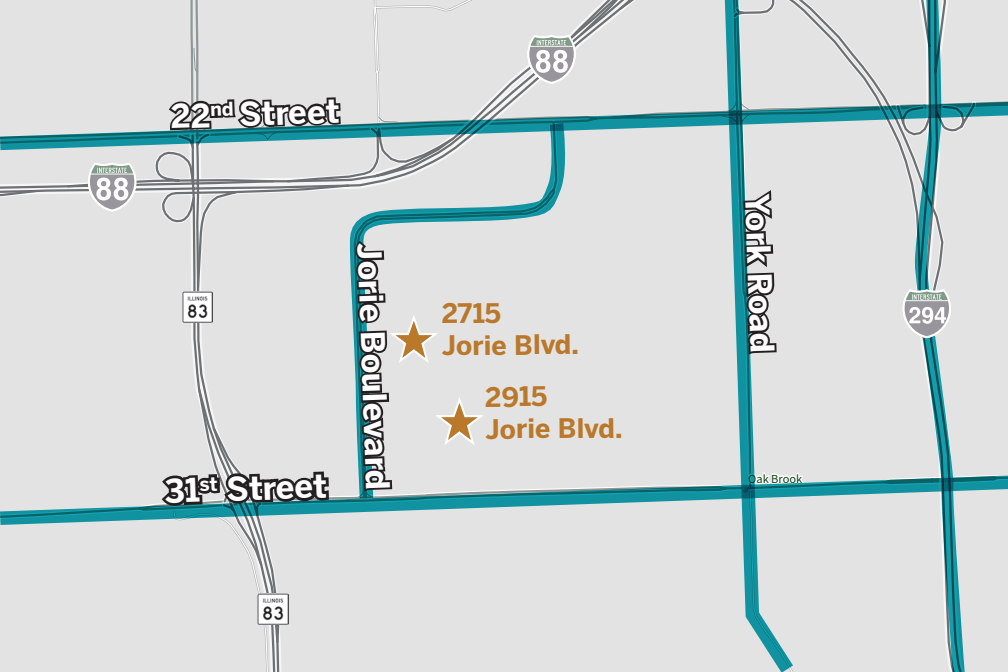 INTERSTATE
88
22nd Street
INTERSTATE
88
York Road
Jorie Boulevard
ILLINOIS
83
INTERSTATE
294
2715
Jorie Blvd.
2915
Jorie Blvd.
31st Street
Oak Brook
ILLINOIS
83